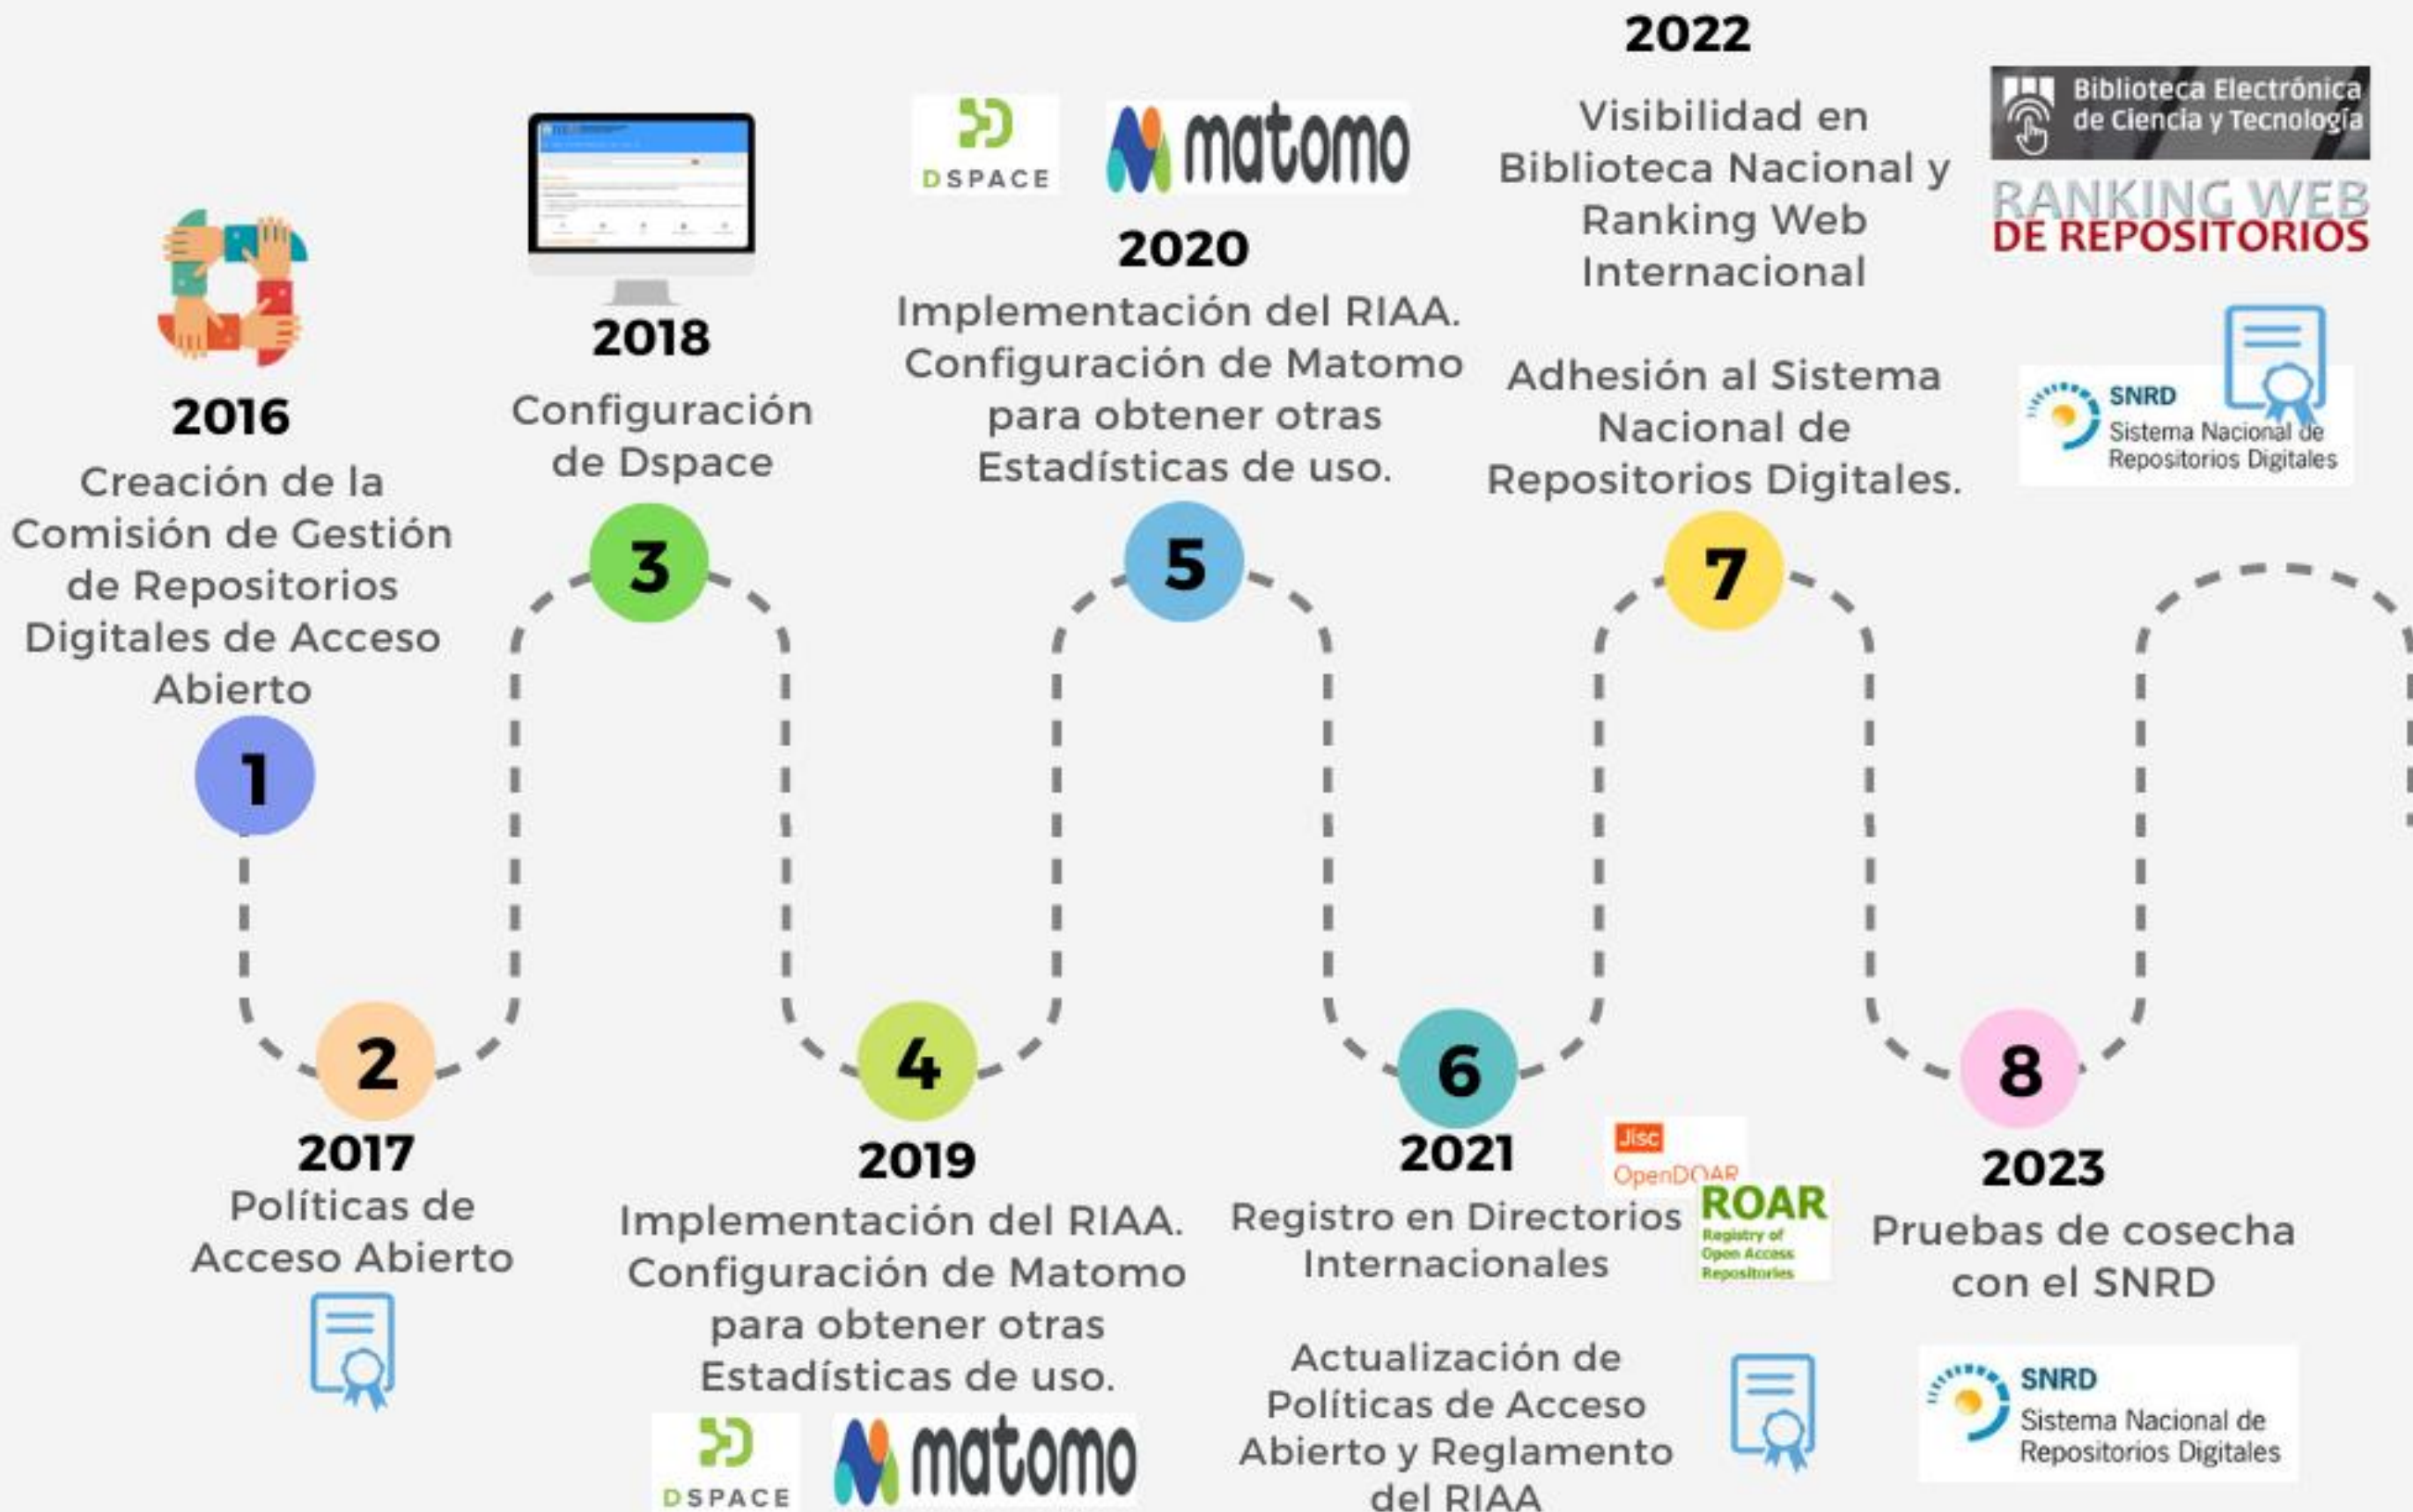 2016
Creación de la
Comisión de Gestión
de Repositorios
Digitales de Acceso
Abierto
1
2
2017
Políticas de
Acceso Abierto
2018
Configuración
de Dspace
3
4
2019
Implementación del RIAA.
Configuración de Matomo
para obtener otras
Estadísticas de uso.
DSPACE
matomo
DSPACE
matomo
2020
Implementación del RIAA.
Configuración de Matomo
para obtener otras
Estadísticas de uso.
5
6
2021
Jisc
OpenDOAR
ROAR
Registry of
Open Access
Repositories
Registro en Directorios
Internacionales
Actualización de
Políticas de Acceso
Abierto y Reglamento
del RIAA
2022
Visibilidad en
Biblioteca Nacional y
Ranking Web
Internacional
Biblioteca Electrónica
de Ciencia y Tecnología
RANKING WEB
DE REPOSITORIOS
Adhesión al Sistema
Nacional de
Repositorios Digitales.
SNRD
Sistema Nacional de
Repositorios Digitales
7
8
2023
Pruebas de cosecha
con el SNRD
SNRD
Sistema Nacional de
Repositorios Digitales